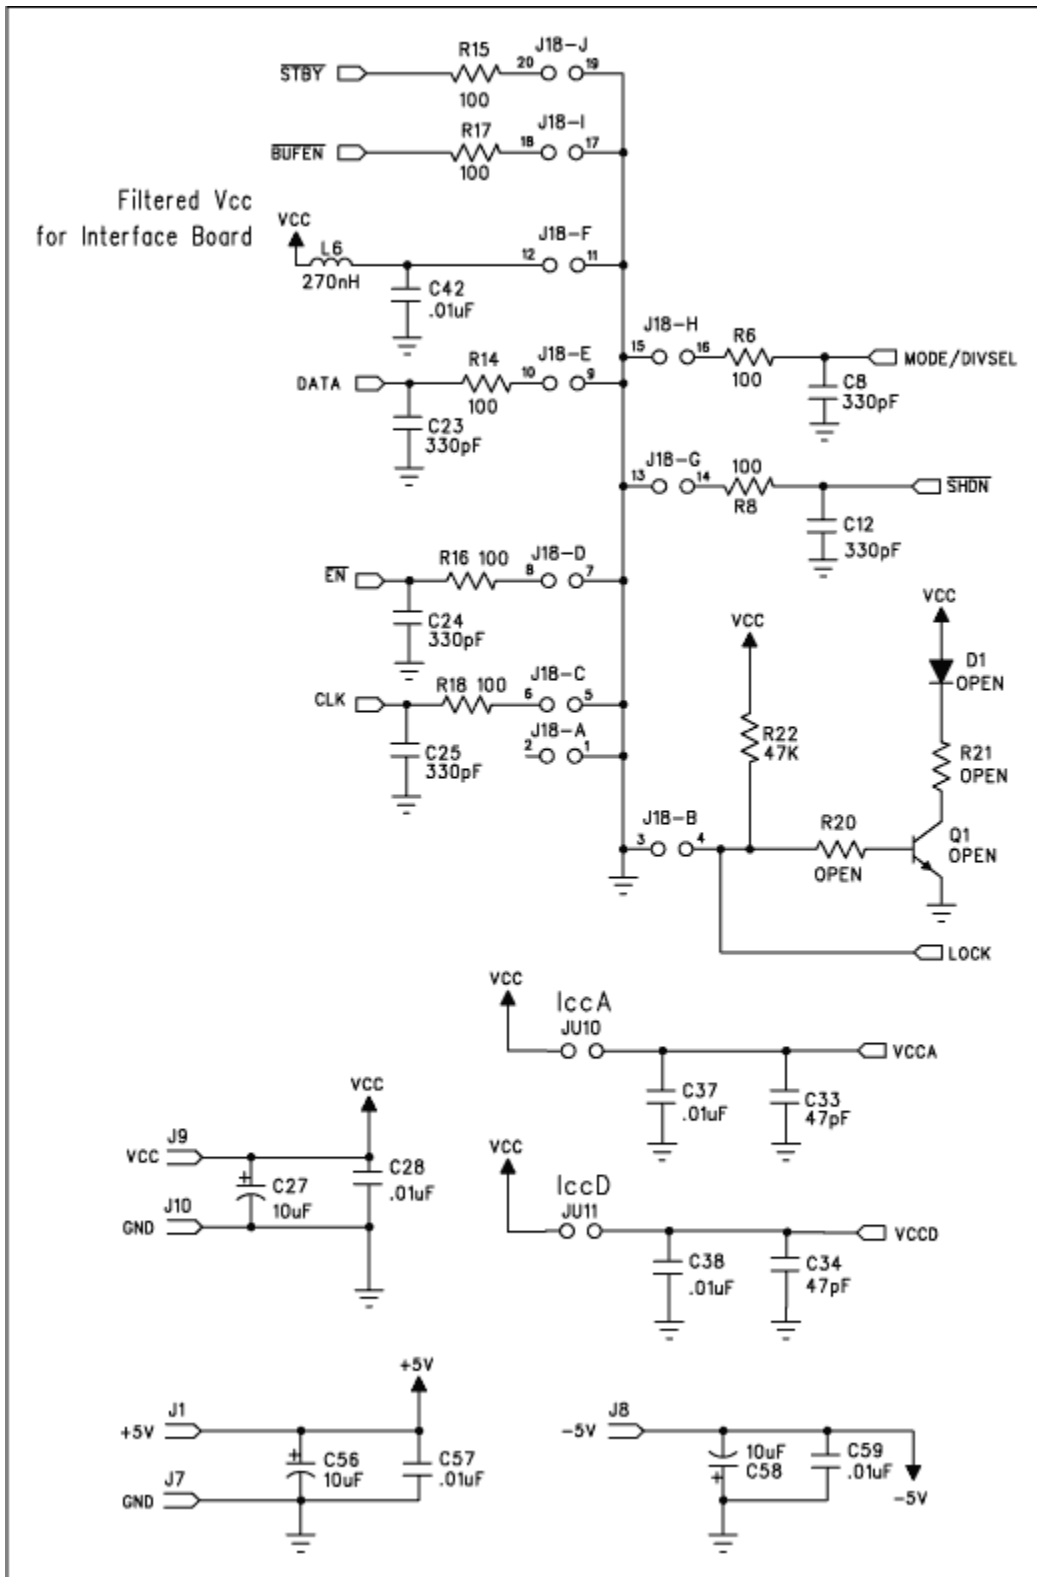 R15
J18-J
STBY
20
19
100
R17
J18-I
BUFEN
18
17
100
Filtered Vcc
for Interface Board
VCC
L6
270nH
J18-F
12
11
C42
.01uF
J18-H
15
16
R6
100
MODE/DIVSEL
C8
330pF
DATA
R14
100
J18-E
10
9
C23
330pF
J18-G
13
14
100
R8
SHDN
C12
330pF
EN
R16 100
J18-D
8
7
C24
330pF
CLK
R18 100
J18-C
6
5
J18-A
2
1
C25
330pF
VCC
R22
47K
VCC
D1
OPEN
R21
OPEN
J18-B
3
4
R20
OPEN
Q1
OPEN
LOCK
VCC
IccA
JU10
VCCA
C37
.01uF
C33
47pF
VCC
J9
VCC
C27
10uF
+
C28
.01uF
J10
GND
VCC
IccD
JU11
VCCD
C38
.01uF
C34
47pF
+5V
J1
+5V
+
C56
10uF
C57
.01uF
J7
GND
J8
-5V
10uF
C58
+
C59
.01uF
-5V